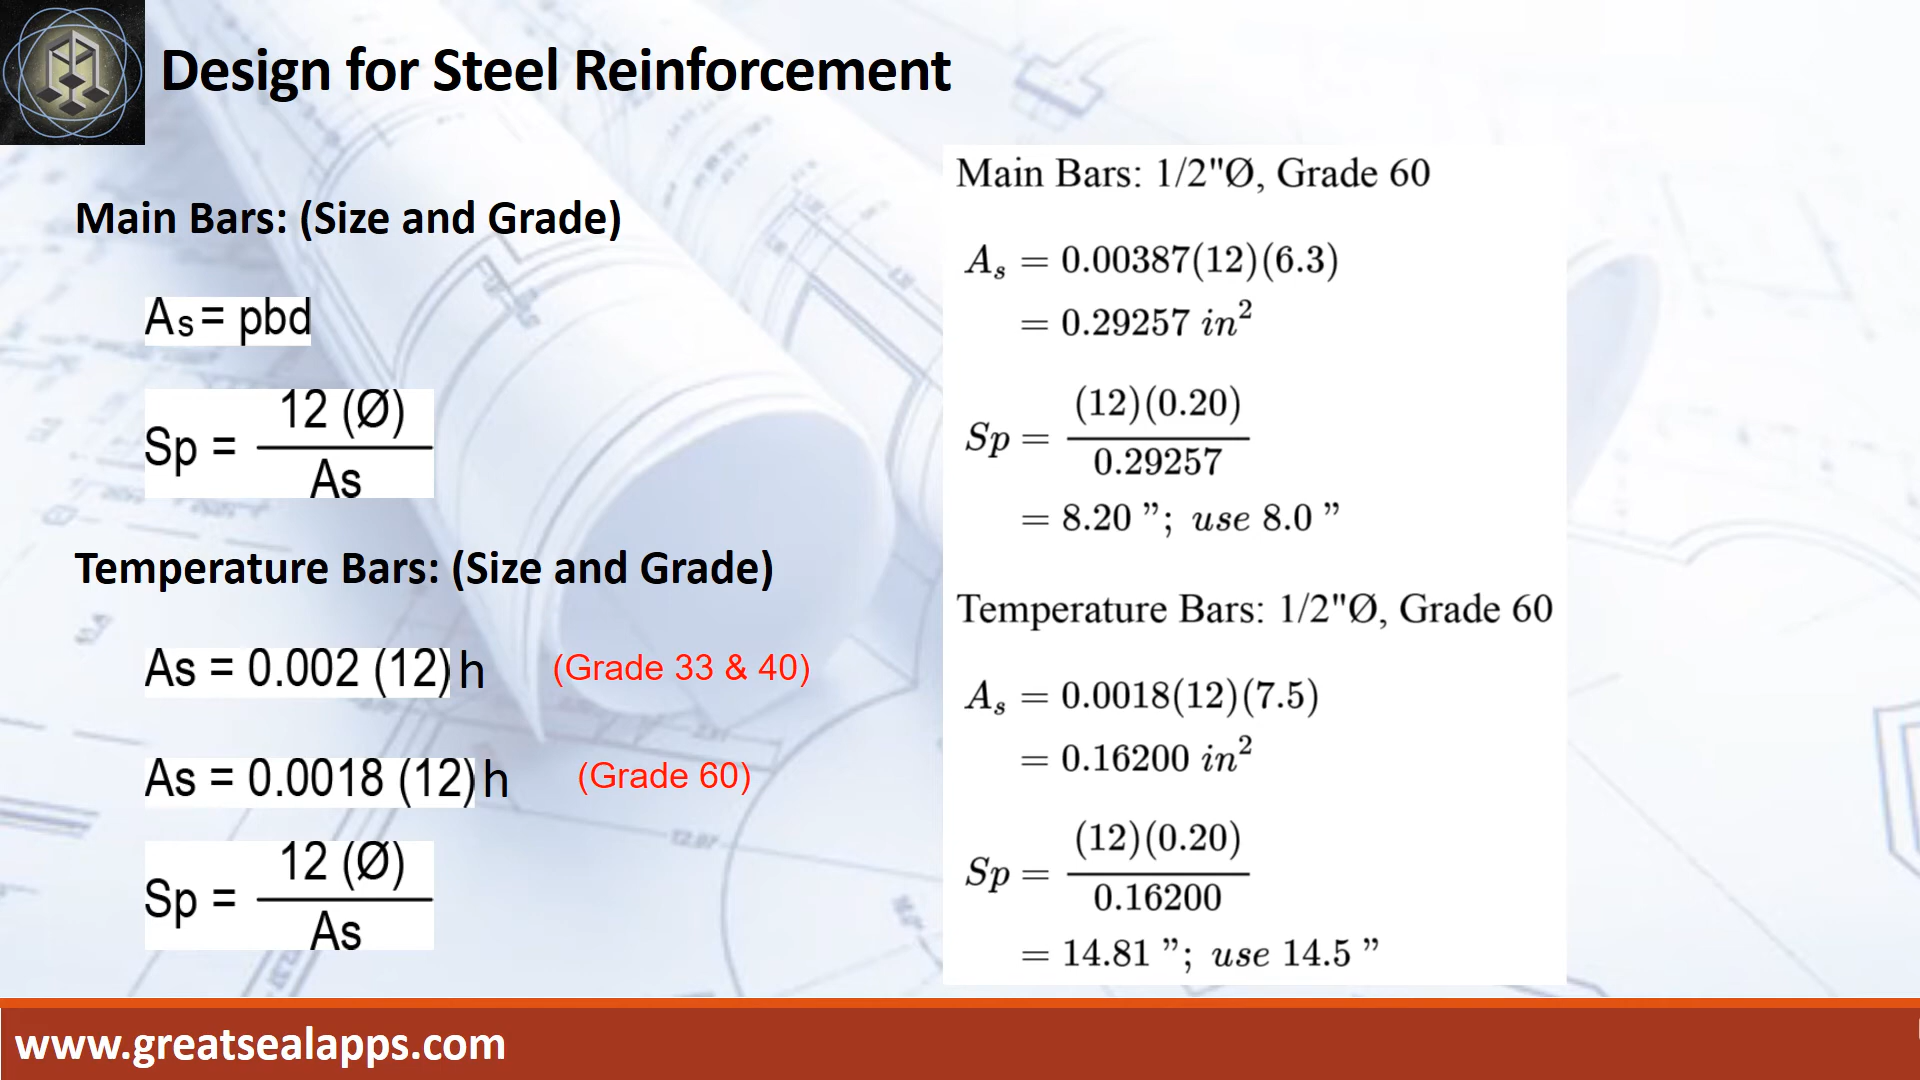 Design for Steel Reinforcement
Main Bars: (Size and Grade)
As = pbd
Sp = 12 (Ø) / As
Temperature Bars: (Size and Grade)
As = 0.002 (12) h (Grade 33 & 40)
As = 0.0018 (12) h (Grade 60)
Sp = 12 (Ø) / As
Main Bars: 1/2"Ø, Grade 60
As = 0.00387(12)(6.3)
= 0.29257 in²
Sp = (12)(0.20) / 0.29257
= 8.20 ”; use 8.0 ”
Temperature Bars: 1/2"Ø, Grade 60
As = 0.0018(12)(7.5)
= 0.16200 in²
Sp = (12)(0.20) / 0.16200
= 14.81 ”; use 14.5 ”
www.greatsealapps.com